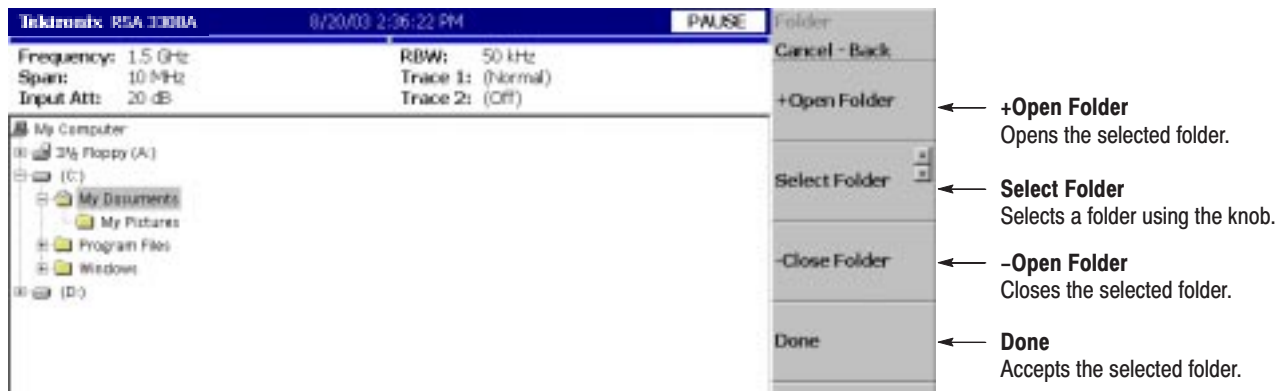 Tektronix RSA 3308A 8/20/03 2:36:22 PM PAUSE
Frequency: 1.5 GHz RBW: 50 kHz
Span: 10 MHz Trace 1: (Normal)
Input Att: 20 dB Trace 2: (Off)
My Computer
3½ Floppy (A:)
(C:)
My Documents
My Pictures
Program Files
Windows
(D:)
Folder
Cancel - Back
+Open Folder
Select Folder
-Close Folder
Done
+Open Folder
Opens the selected folder.
Select Folder
Selects a folder using the knob.
–Open Folder
Closes the selected folder.
Done
Accepts the selected folder.